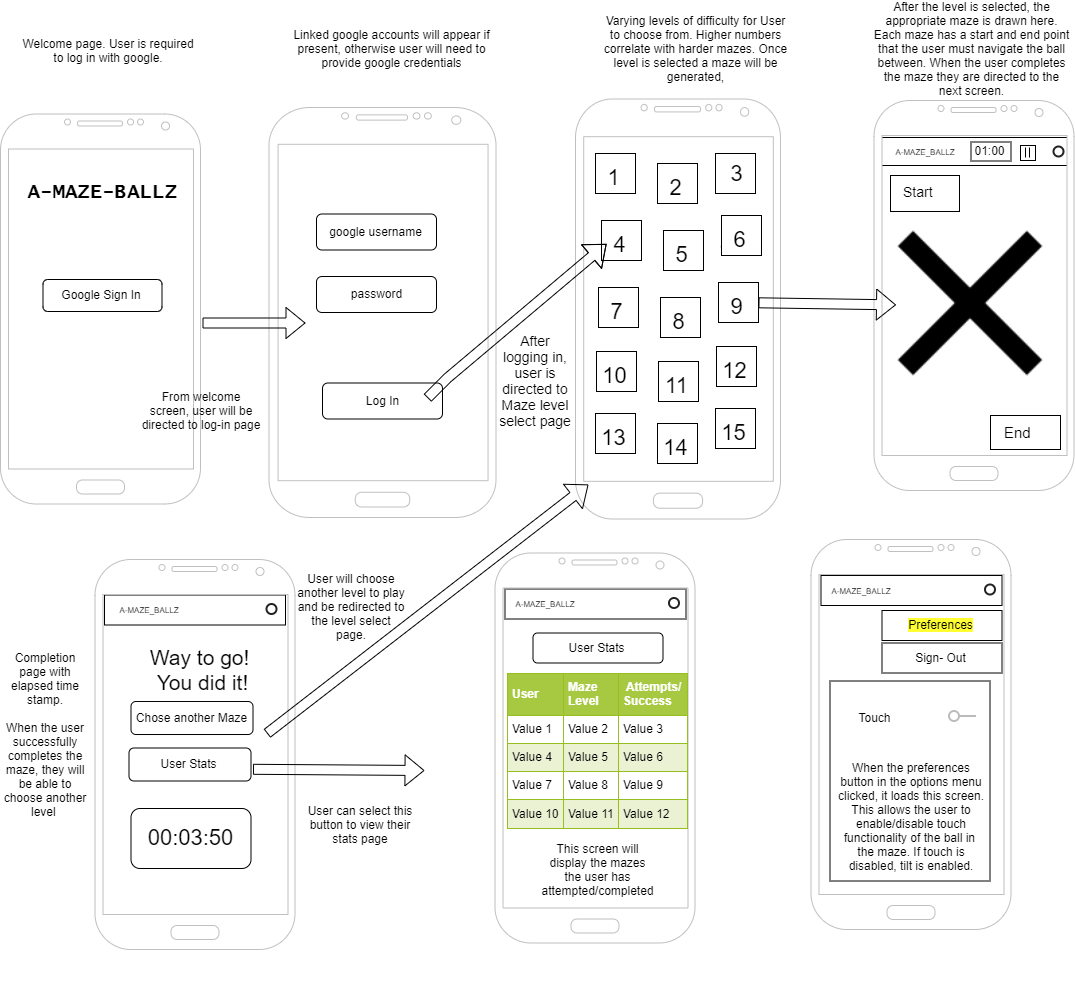 Welcome page. User is required
to log in with google.
A-MAZE-BALLZ
Google Sign In
From welcome
screen, user will be
directed to log-in page
Linked google accounts will appear if
present, otherwise user will need to
provide google credentials
google username
password
Log In
After
logging in,
user is
directed to
Maze level
select page
Varying levels of difficulty for User
to choose from. Higher numbers
correlate with harder mazes. Once
level is selected a maze will be
generated,
1
2
3
4
5
6
7
8
9
10
11
12
13
14
15
After the level is selected, the
appropriate maze is drawn here.
Each maze has a start and end point
that the user must navigate the ball
between. When the user completes
the maze they are directed to the
next screen.
A-MAZE_BALLZ
01:00
Start
End
Completion
page with
elapsed time
stamp.
When the user
successfully
completes the
maze, they will
be able to
choose another
level
A-MAZE_BALLZ
Way to go!
You did it!
Chose another Maze
User Stats
00:03:50
User will choose
another level to play
and be redirected to
the level select
page.
User can select this
button to view their
stats page
A-MAZE_BALLZ
User Stats
User Maze Level Attempts/ Success
Value 1 Value 2 Value 3
Value 4 Value 5 Value 6
Value 7 Value 8 Value 9
Value 10 Value 11 Value 12
This screen will
display the mazes
the user has
attempted/completed
A-MAZE_BALLZ
Preferences
Sign- Out
Touch
When the preferences
button in the options menu
clicked, it loads this screen.
This allows the user to
enable/disable touch
functionality of the ball in
the maze. If touch is
disabled, tilt is enabled.